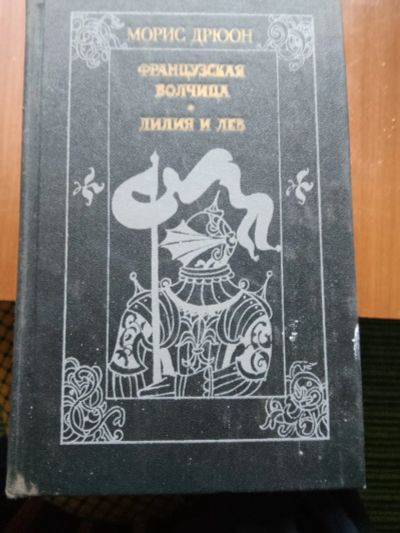 МОРИС ДРЮОН
ФРАНЦУЗСКАЯ
ВОЛЧИЦА
•
ЛИЛИЯ И ЛЕВ